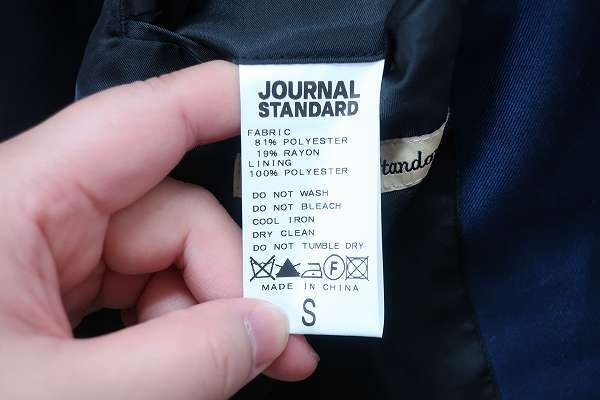 JOURNAL
STANDARD
FABRIC
81% POLYESTER
19% RAYON
LINING
100% POLYESTER
DO NOT WASH
DO NOT BLEACH
COOL IRON
DRY CLEAN
DO NOT TUMBLE DRY
F
MADE IN CHINA
S